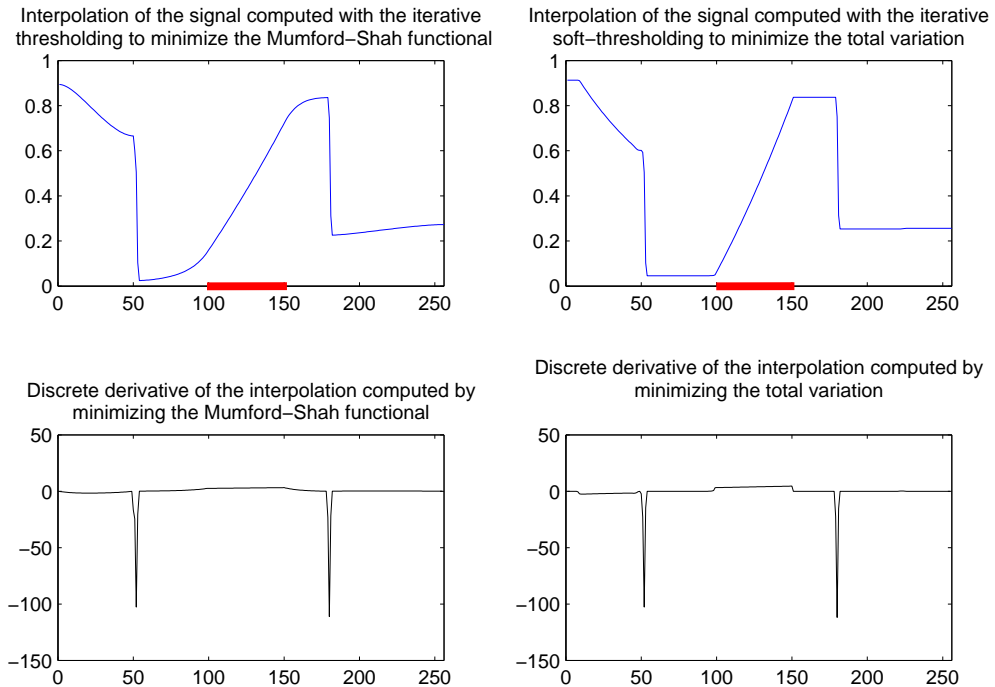 Interpolation of the signal computed with the iterative
thresholding to minimize the Mumford−Shah functional
1
0.8
0.6
0.4
0.2
0
0 50 100 150 200 250
Interpolation of the signal computed with the iterative
soft−thresholding to minimize the total variation
1
0.8
0.6
0.4
0.2
0
0 50 100 150 200 250
Discrete derivative of the interpolation computed by
minimizing the Mumford−Shah functional
50
0
−50
−100
−150
0 50 100 150 200 250
Discrete derivative of the interpolation computed by
minimizing the total variation
50
0
−50
−100
−150
0 50 100 150 200 250